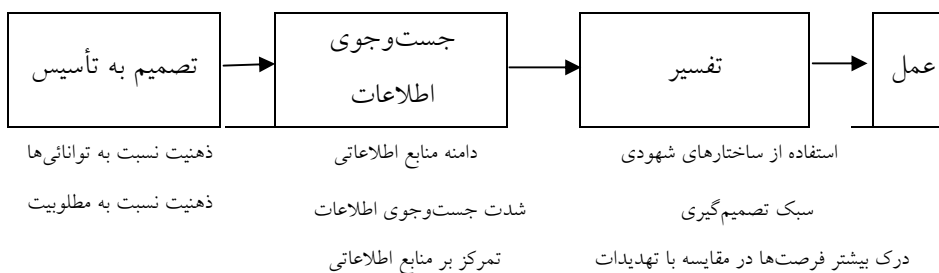 تصمیم به تأسیس
جست‌وجوی
اطلاعات
تفسیر
عمل
ذهنیت نسبت به توانائی‌ها
ذهنیت نسبت به مطلوبیت
دامنه منابع اطلاعاتی
شدت جست‌وجوی اطلاعات
تمرکز بر منابع اطلاعاتی
استفاده از ساختارهای شهودی
سبک تصمیم‌گیری
درک بیشتر فرصت‌ها در مقایسه با تهدیدات